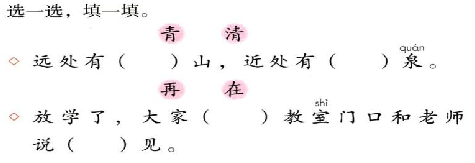 选一选，填一填。
青 清
◇ 远处有（ ）山，近处有（ ）泉。
quán
再 在
◇ 放学了，大家（ ）教室门口和老师
shì
说（ ）见。